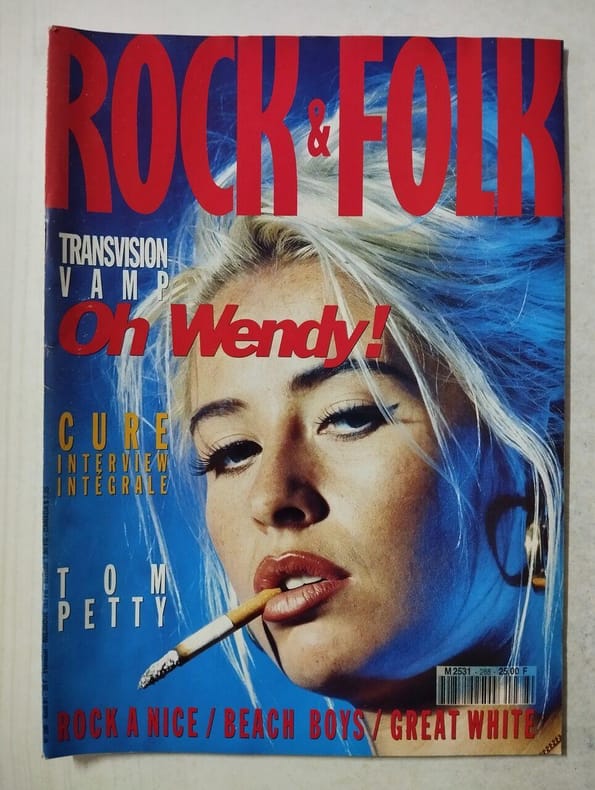 ROCK & FOLK
TRANSVISION
VAMP
Oh Wendy!
CURE
INTERVIEW
INTÉGRALE
TOM
PETTY
M 2531 - 268 - 25,00 F
ROCK A NICE / BEACH BOYS / GREAT WHITE